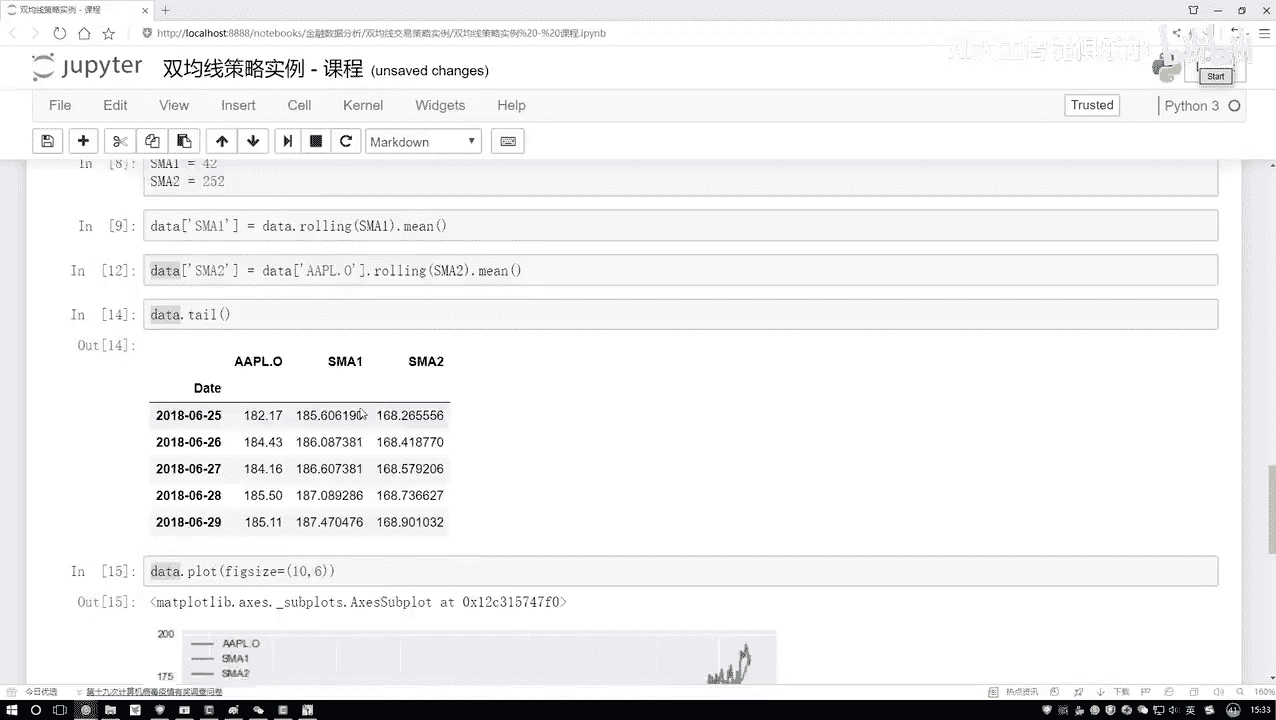 双均线策略实例 - 课程
http://localhost:8888/notebooks/金融数据分析/双均线交易策略实例/双均线策略实例%20-%20课程.ipynb
jupyter 双均线策略实例 - 课程 (unsaved changes)
Start
File Edit View Insert Cell Kernel Widgets Help Trusted Python 3
Markdown
In [8]: SMA1 = 42
SMA2 = 252
In [9]: data['SMA1'] = data.rolling(SMA1).mean()
In [12]: data['SMA2'] = data['AAPL.O'].rolling(SMA2).mean()
In [14]: data.tail()
Out[14]:
AAPL.O SMA1 SMA2
Date
2018-06-25 182.17 185.606190 168.265556
2018-06-26 184.43 186.087381 168.418770
2018-06-27 184.16 186.607381 168.579206
2018-06-28 185.50 187.089286 168.736627
2018-06-29 185.11 187.470476 168.901032
In [15]: data.plot(figsize=(10,6))
Out[15]: <matplotlib.axes._subplots.AxesSubplot at 0x12c315747f0>
200
AAPL.O
SMA1
SMA2
175
今日优选 第十九次计算机病毒疫情有奖调查问卷 热点资讯 下载 160%
英 15:33